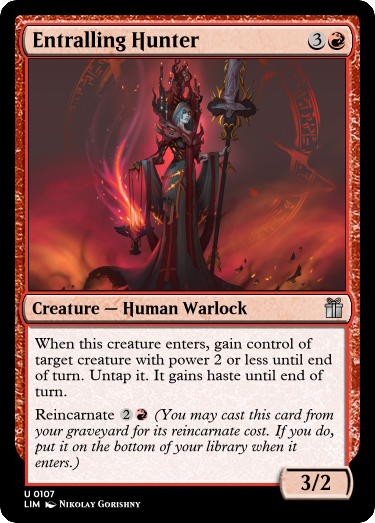 Entralling Hunter 3
Creature — Human Warlock
When this creature enters, gain control of
target creature with power 2 or less until end
of turn. Untap it. It gains haste until end of
turn.
Reincarnate 2 (You may cast this card from
your graveyard for its reincarnate cost. If you do,
put it on the bottom of your library when it
enters.)
3/2
U 0107
LIM Nikolay Gorishny